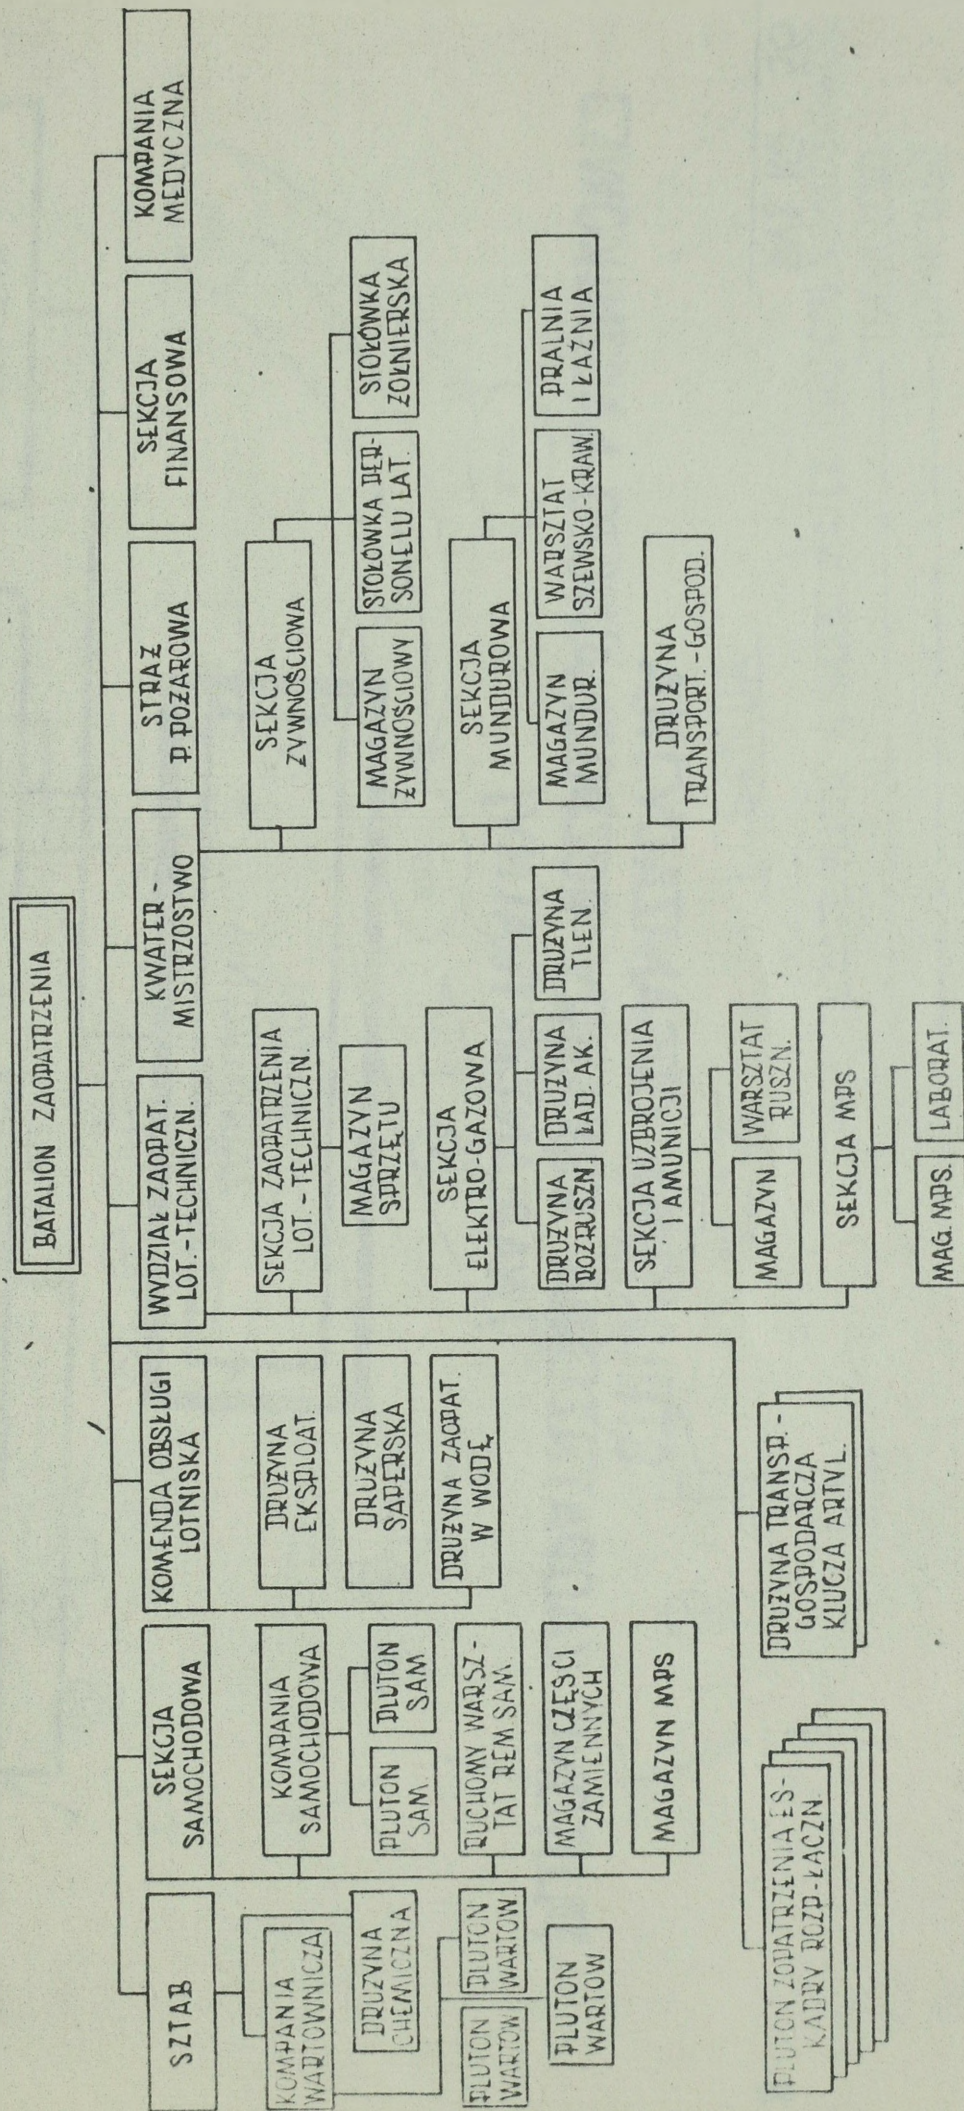 BATALION ZAOPATRZENIA
SZTAB
SEKCJA
SAMOCHODOWA
KOMENDA OBSŁUGI
LOTNISKA
WYDZIAŁ ZAOPAT.
LOT.-TECHNICZN.
KWATER-
MISTRZOSTWO
STRAŻ
P. POŻAROWA
SEKCJA
FINANSOWA
KOMPANIA
MEDYCZNA
KOMPANIA
WARTOWNICZA
DRUŻYNA
CHEMICZNA
PLUTON
WARTOW
PLUTON
WARTOW.
PLUTON
WARTOW
KOMPANIA
SAMOCHODOWA
PLUTON
SAM.
PLUTON
SAM
RUCHOMY WARSZ-
TAT REM SAM.
MAGAZYN CZĘŚCI
ZAMIENNYCH
MAGAZYN MPS
DRUŻYNA
EKSPLOAT.
DRUŻYNA
SAPERSKA
DRUŻYNA ZAOPAT.
W WODĘ
SEKCJA ZAOPATRZENIA
LOT.-TECHNICZN.
MAGAZYN
SPRZĘTU
SEKCJA
ELEKTRO-GAZOWA
DRUŻYNA
ROZRUSZN
DRUŻYNA
ŁAD. AK.
DRUŻYNA
TLEN.
SEKCJA UZBROJENIA
I AMUNICJI
MAGAZYN
WARSZTAT
RUSZN.
SEKCJA MPS
MAG. MPS.
LABORAT.
SEKCJA
ŻYWNOŚCIOWA
MAGAZYN
ŻYWNOŚCIOWY
STOŁÓWKA PER-
SONELU LAT.
STOŁÓWKA
ŻOŁNIERSKA
SEKCJA
MUNDUROWA
MAGAZYN
MUNDUR.
WARSZTAT
SZEWSKO-KRAW.
PRALNIA
I ŁAŹNIA
DRUŻYNA
TRANSPORT.-GOSPOD.
PLUTON ZOPATRZENIA ES-
KADRY ROZP-ŁĄCZN.
DRUŻYNA TRANSP.-
GOSPODARCZA
KLUCZA ARTYL.